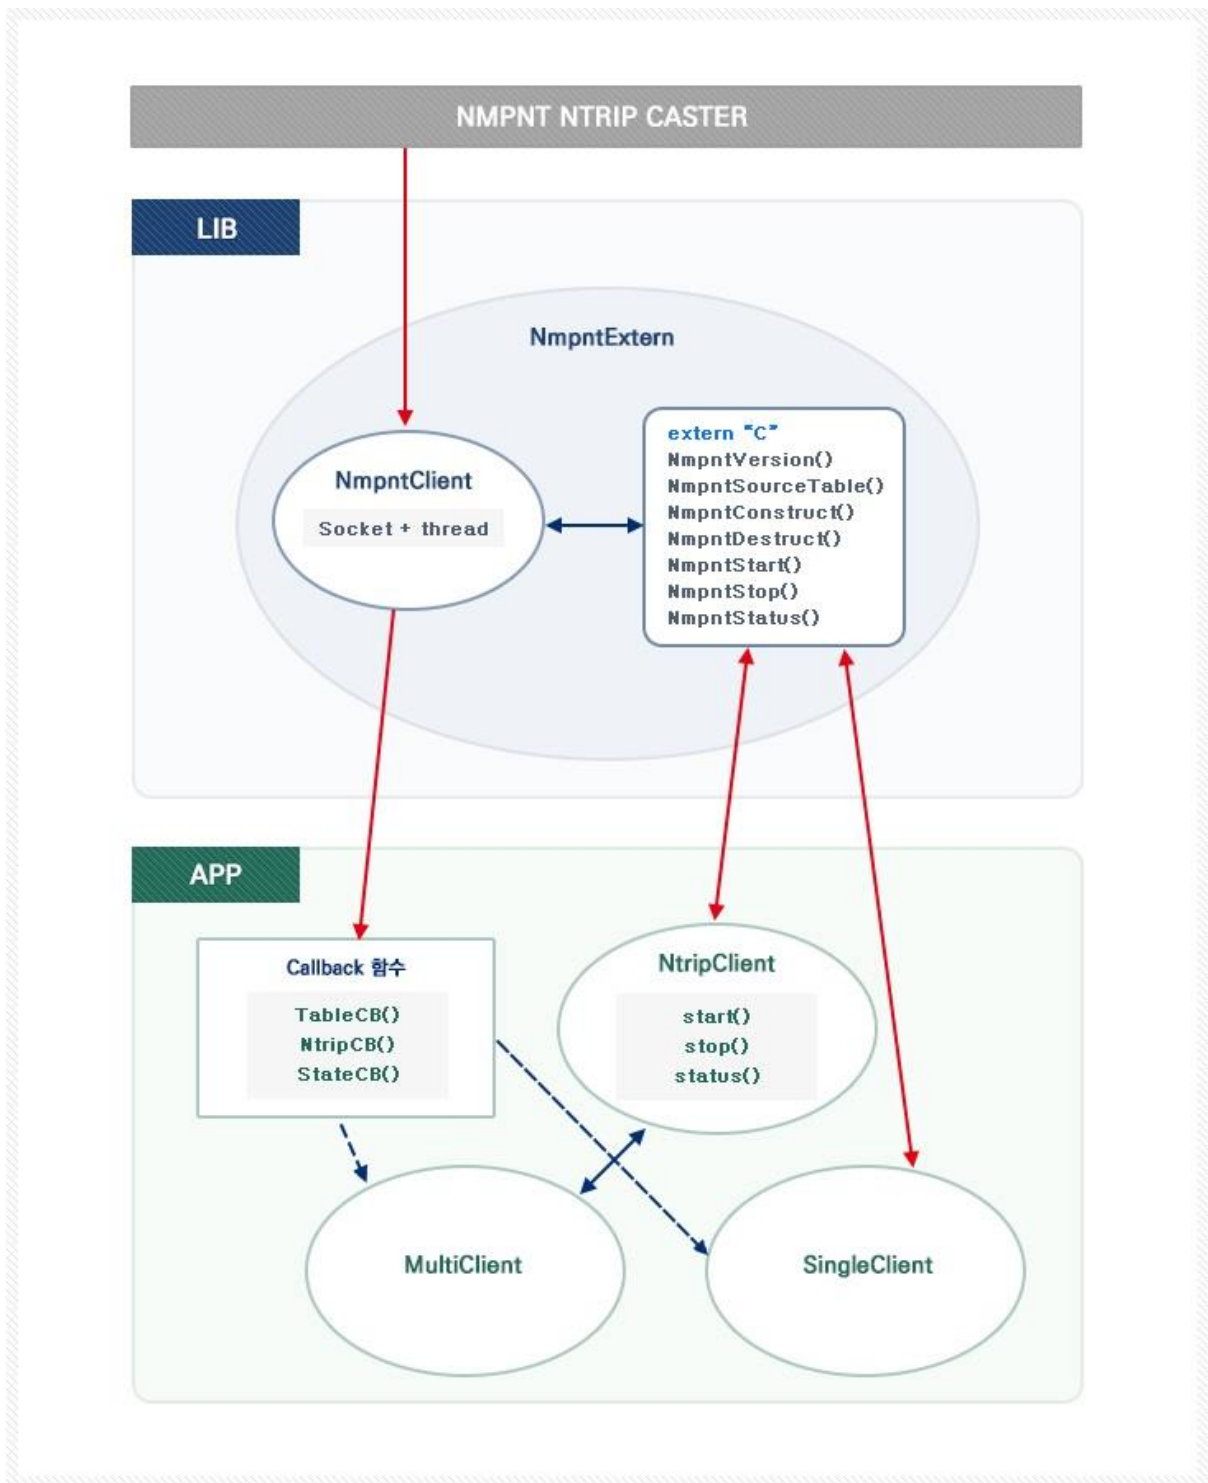 NMPNT NTRIP CASTER
LIB
NmpntExtern
NmpntClient
Socket + thread
extern "C"
NmpntVersion()
NmpntSourceTable()
NmpntConstruct()
NmpntDestruct()
NmpntStart()
NmpntStop()
NmpntStatus()
APP
Callback 함수
TableCB()
NtripCB()
StateCB()
NtripClient
start()
stop()
status()
MultiClient
SingleClient